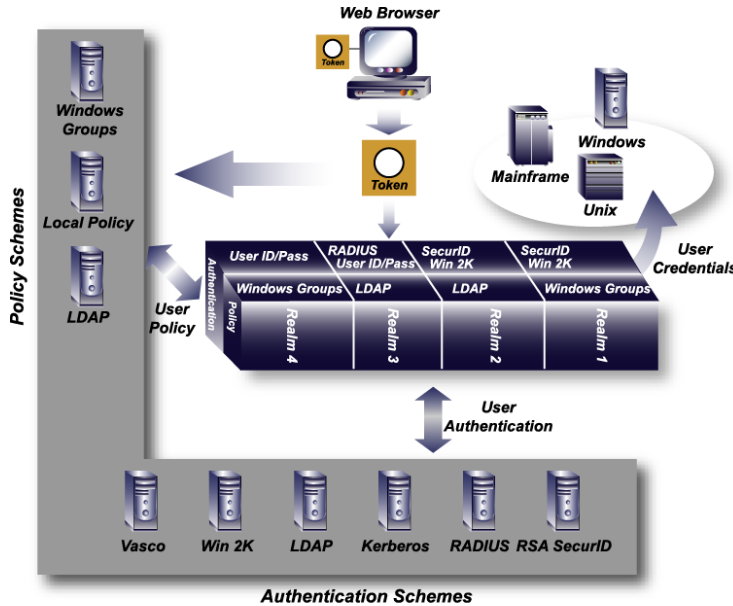 Web Browser
Token
Windows
Groups
Local Policy
LDAP
Policy Schemes
Token
Windows
Mainframe
Unix
User
Credentials
User
Policy
Authentication
Policy
User ID/Pass
RADIUS
User ID/Pass
SecurID
Win 2K
SecurID
Win 2K
Windows Groups
LDAP
LDAP
Windows Groups
Realm 4
Realm 3
Realm 2
Realm 1
User
Authentication
Vasco
Win 2K
LDAP
Kerberos
RADIUS
RSA SecurID
Authentication Schemes